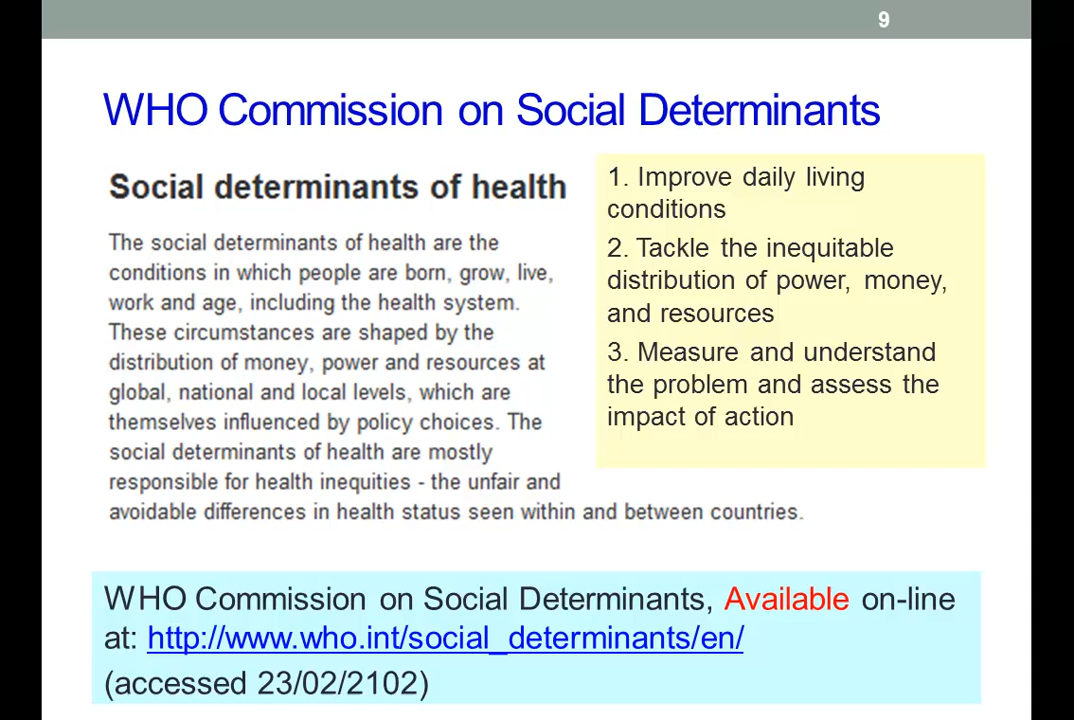 9
WHO Commission on Social Determinants
Social determinants of health
The social determinants of health are the
conditions in which people are born, grow, live,
work and age, including the health system.
These circumstances are shaped by the
distribution of money, power and resources at
global, national and local levels, which are
themselves influenced by policy choices. The
social determinants of health are mostly
responsible for health inequities - the unfair and
avoidable differences in health status seen within and between countries.
1. Improve daily living
conditions
2. Tackle the inequitable
distribution of power, money,
and resources
3. Measure and understand
the problem and assess the
impact of action
WHO Commission on Social Determinants, Available on-line
at: http://www.who.int/social_determinants/en/
(accessed 23/02/2102)